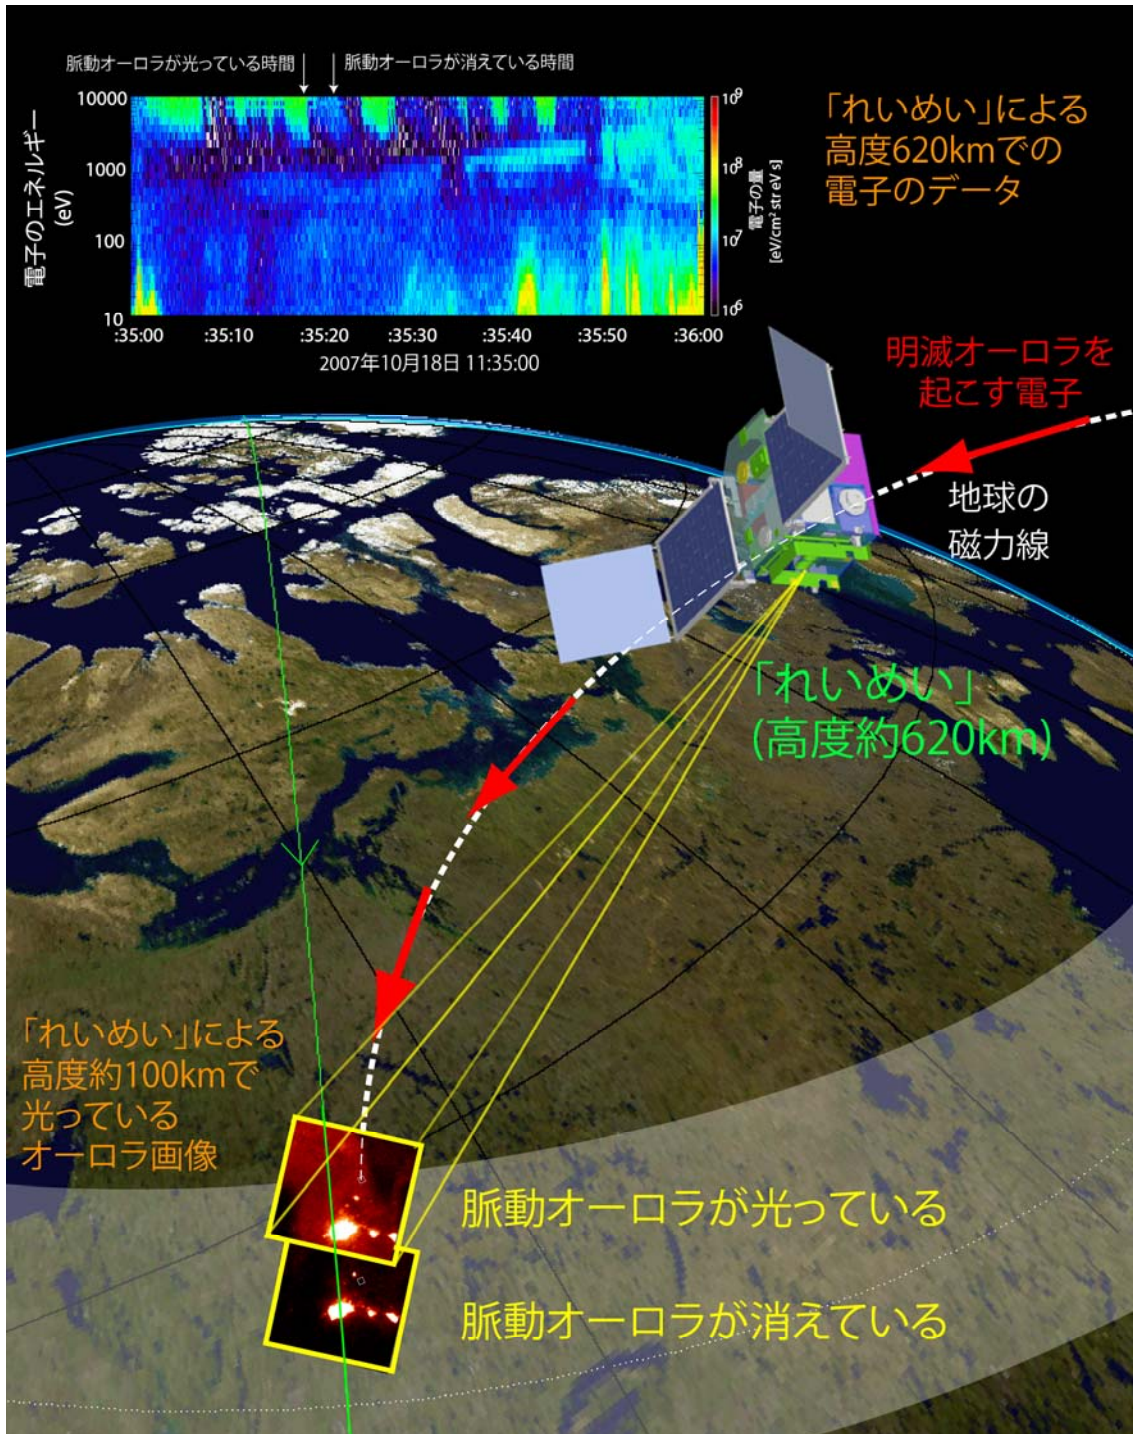 脈動オーロラが光っている時間
脈動オーロラが消えている時間
電子のエネルギー
(eV)
10000
1000
100
10
:35:00
:35:10
:35:20
:35:30
:35:40
:35:50
:36:00
2007年10月18日 11:35:00
10⁹
10⁸
10⁷
10⁶
電子の量
[eV/cm² str eV s]
「れいめい」による
高度620kmでの
電子のデータ
明滅オーロラを
起こす電子
地球の
磁力線
「れいめい」
(高度約620km)
「れいめい」による
高度約100kmで
光っている
オーロラ画像
脈動オーロラが光っている
脈動オーロラが消えている